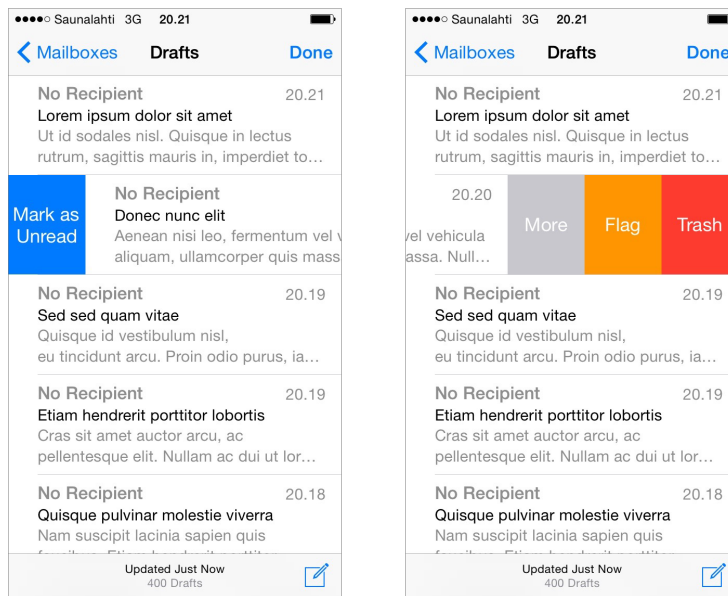 Saunalahti 3G 20.21
Mailboxes Drafts Done
No Recipient 20.21
Lorem ipsum dolor sit amet
Ut id sodales nisl. Quisque in lectus
rutrum, sagittis mauris in, imperdiet to…
Mark as
Unread
No Recipient
Donec nunc elit
Aenean nisi leo, fermentum vel
aliquam, ullamcorper quis mass
No Recipient 20.19
Sed sed quam vitae
Quisque id vestibulum nisl,
eu tincidunt arcu. Proin odio purus, ia…
No Recipient 20.19
Etiam hendrerit porttitor lobortis
Cras sit amet auctor arcu, ac
pellentesque elit. Nullam ac dui ut lor…
No Recipient 20.18
Quisque pulvinar molestie viverra
Nam suscipit lacinia sapien quis
Updated Just Now
400 Drafts
Saunalahti 3G 20.21
Mailboxes Drafts Done
No Recipient 20.21
Lorem ipsum dolor sit amet
Ut id sodales nisl. Quisque in lectus
rutrum, sagittis mauris in, imperdiet to…
20.20
vel vehicula
assa. Null…
More Flag Trash
No Recipient 20.19
Sed sed quam vitae
Quisque id vestibulum nisl,
eu tincidunt arcu. Proin odio purus, ia…
No Recipient 20.19
Etiam hendrerit porttitor lobortis
Cras sit amet auctor arcu, ac
pellentesque elit. Nullam ac dui ut lor…
No Recipient 20.18
Quisque pulvinar molestie viverra
Nam suscipit lacinia sapien quis
Updated Just Now
400 Drafts